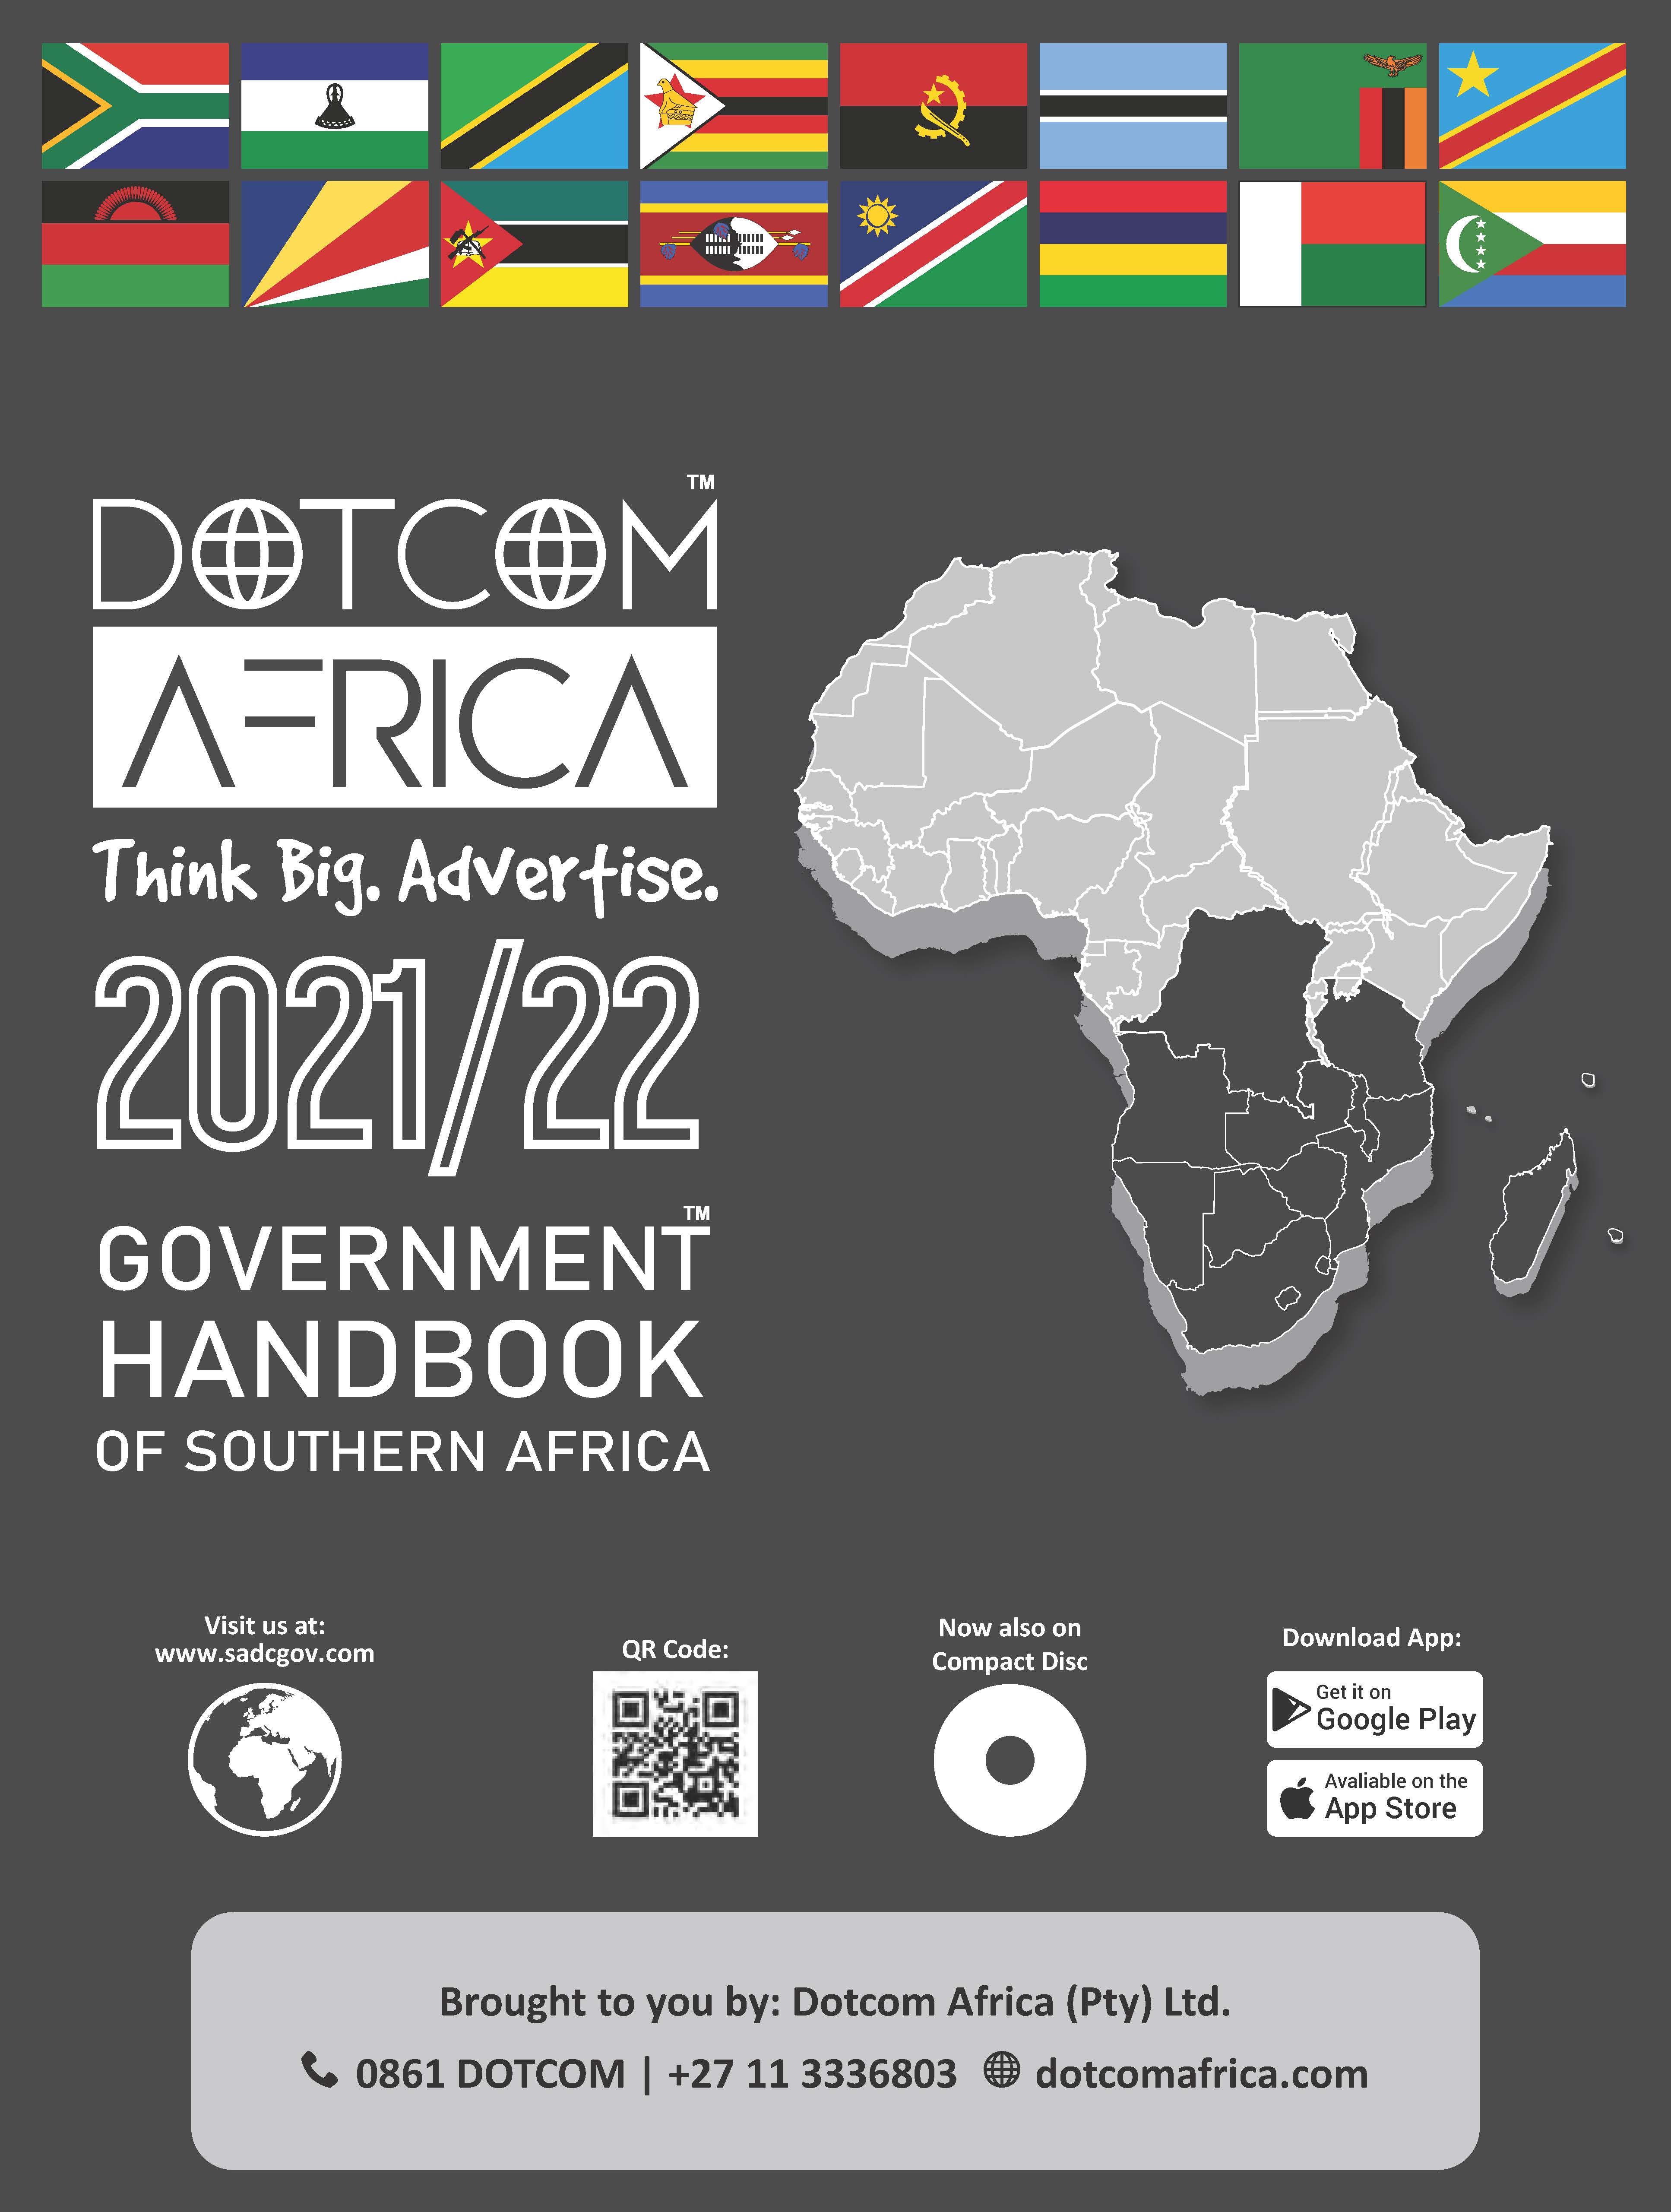 DOTCOM™
AFRICA
Think Big. Advertise.
2021/22
GOVERNMENT™
HANDBOOK
OF SOUTHERN AFRICA
Visit us at:
www.sadcgov.com
QR Code:
Now also on
Compact Disc
Download App:
Get it on
Google Play
Avaliable on the
App Store
Brought to you by: Dotcom Africa (Pty) Ltd.
0861 DOTCOM | +27 11 3336803 dotcomafrica.com